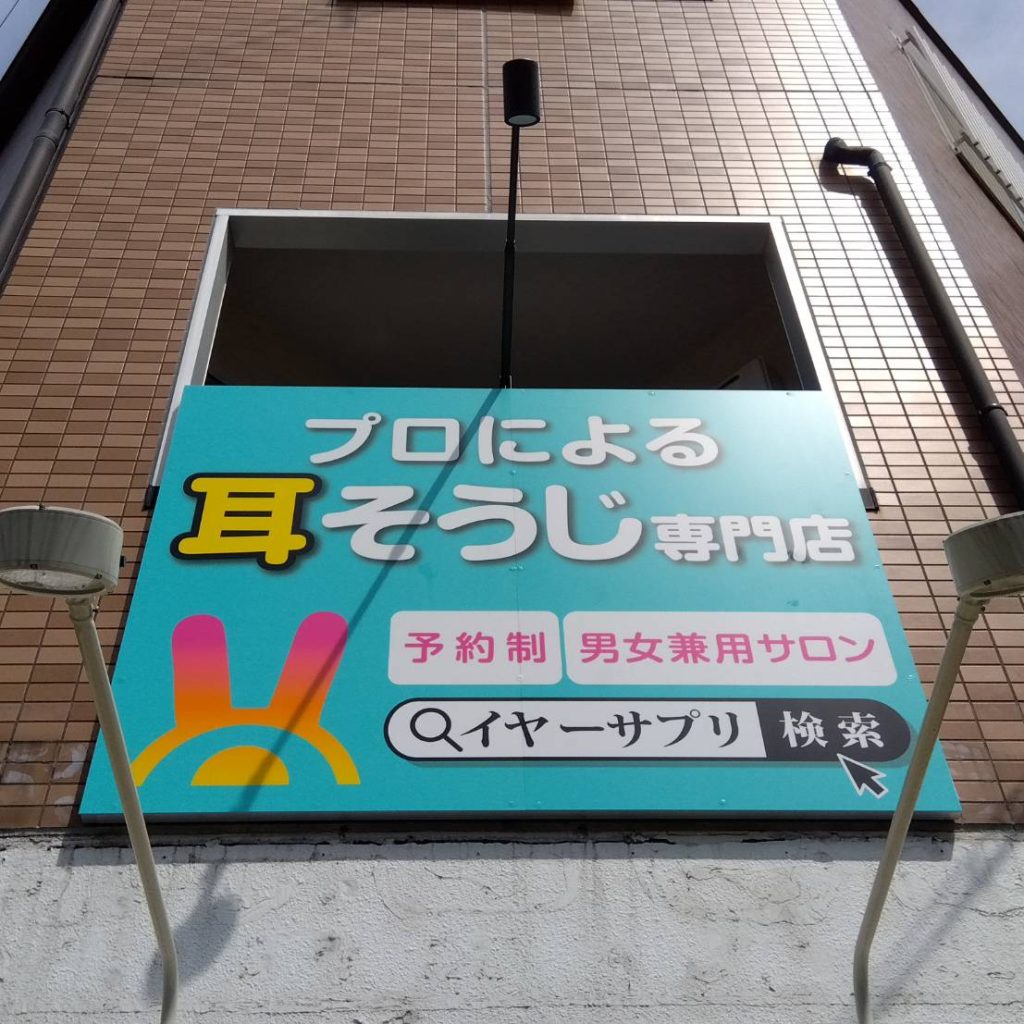 プロによる
耳そうじ専門店
予約制 男女兼用サロン
イヤーサプリ 検索